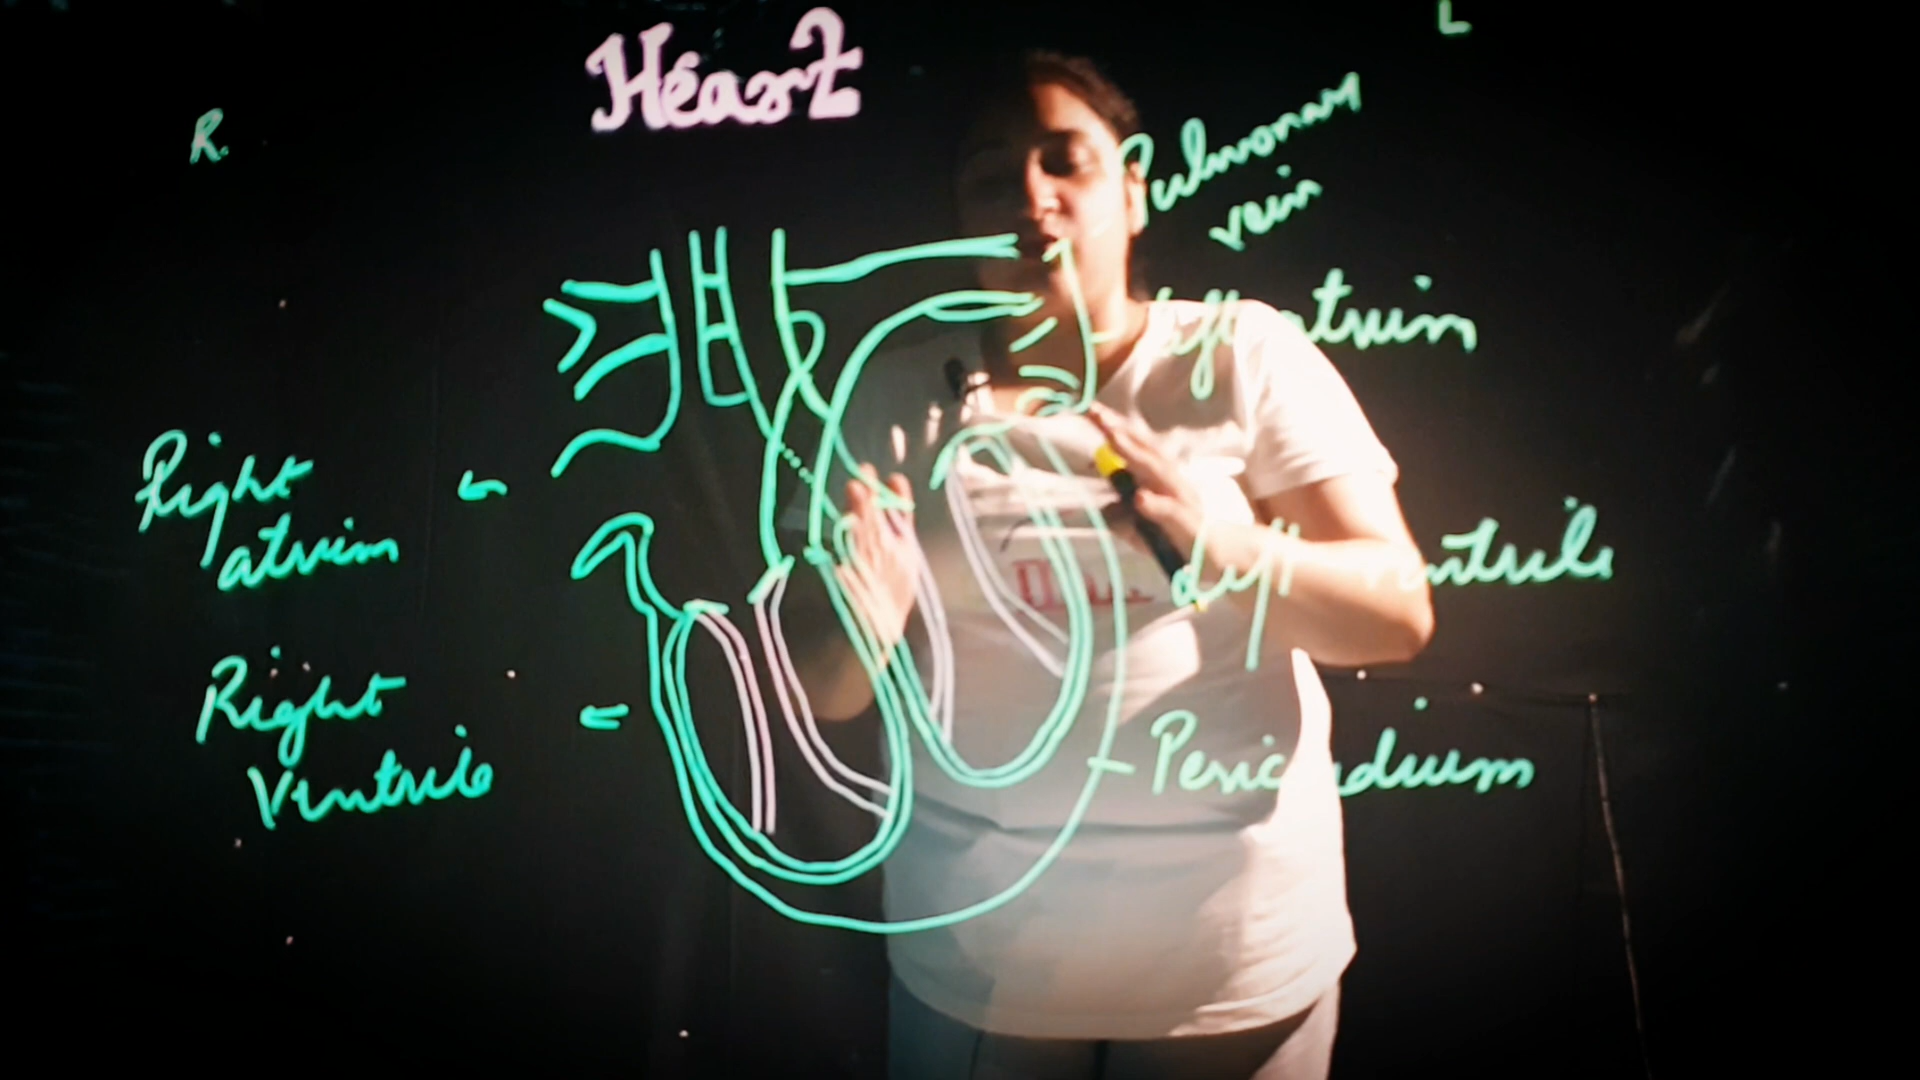 Heart
L
R.
Pulmonary
vein
Left atrium
Right
atrium
Left ventricle
Right
Ventricle
Pericardium